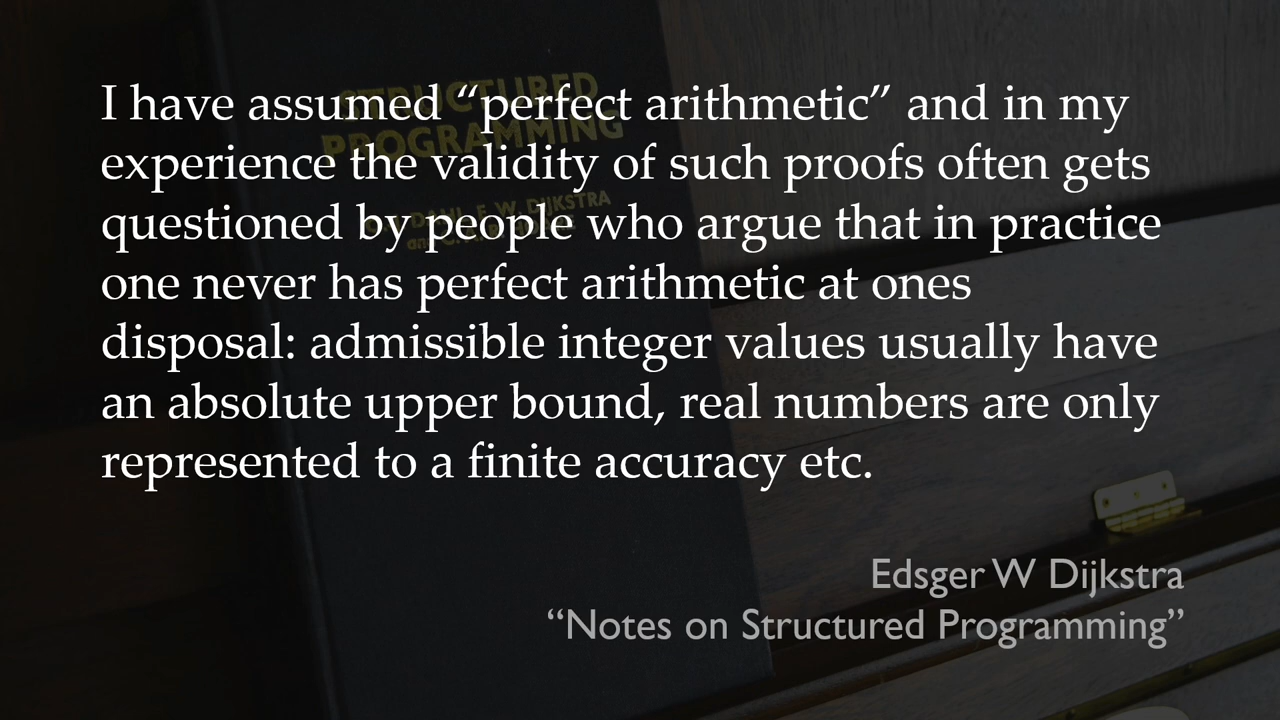 I have assumed “perfect arithmetic” and in my
experience the validity of such proofs often gets
questioned by people who argue that in practice
one never has perfect arithmetic at ones
disposal: admissible integer values usually have
an absolute upper bound, real numbers are only
represented to a finite accuracy etc.
Edsger W Dijkstra
“Notes on Structured Programming”
STRUCTURED
PROGRAMMING